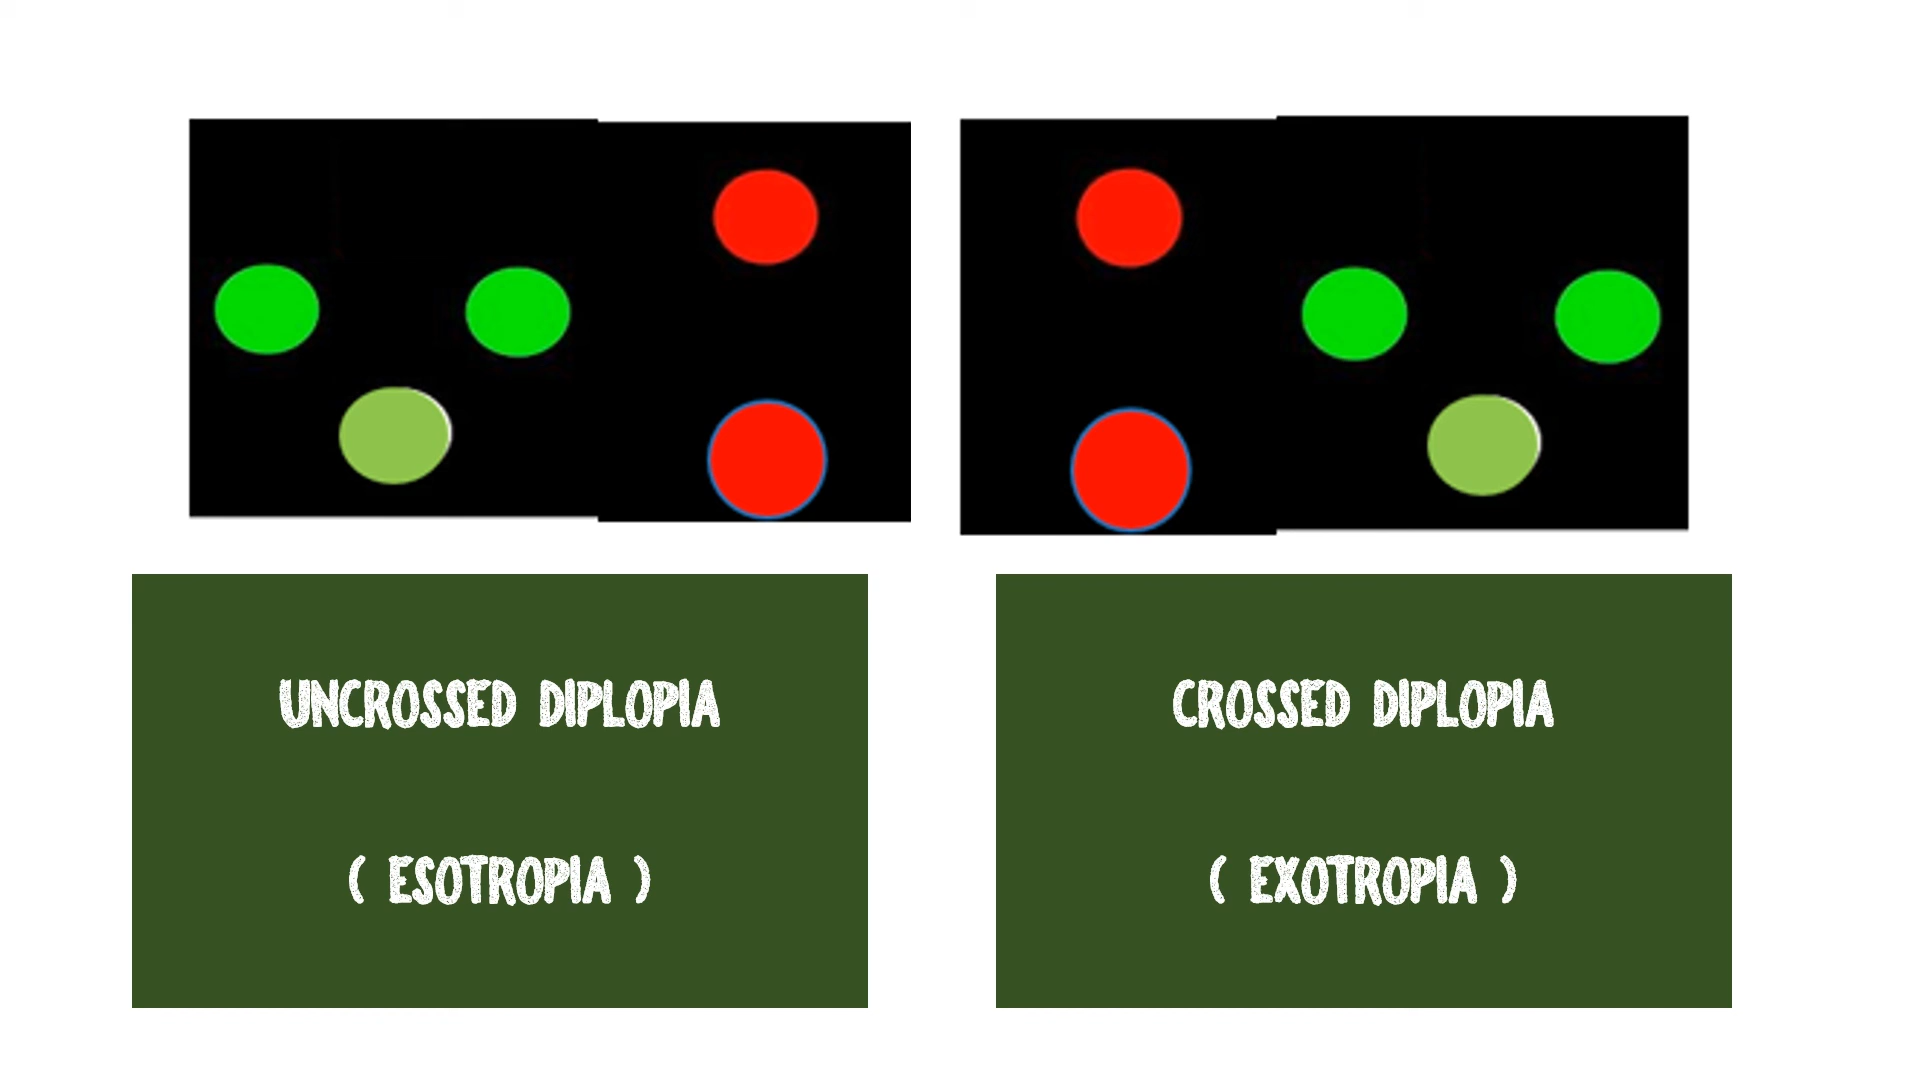 UNCROSSED DIPLOPIA
( ESOTROPIA )
CROSSED DIPLOPIA
( EXOTROPIA )